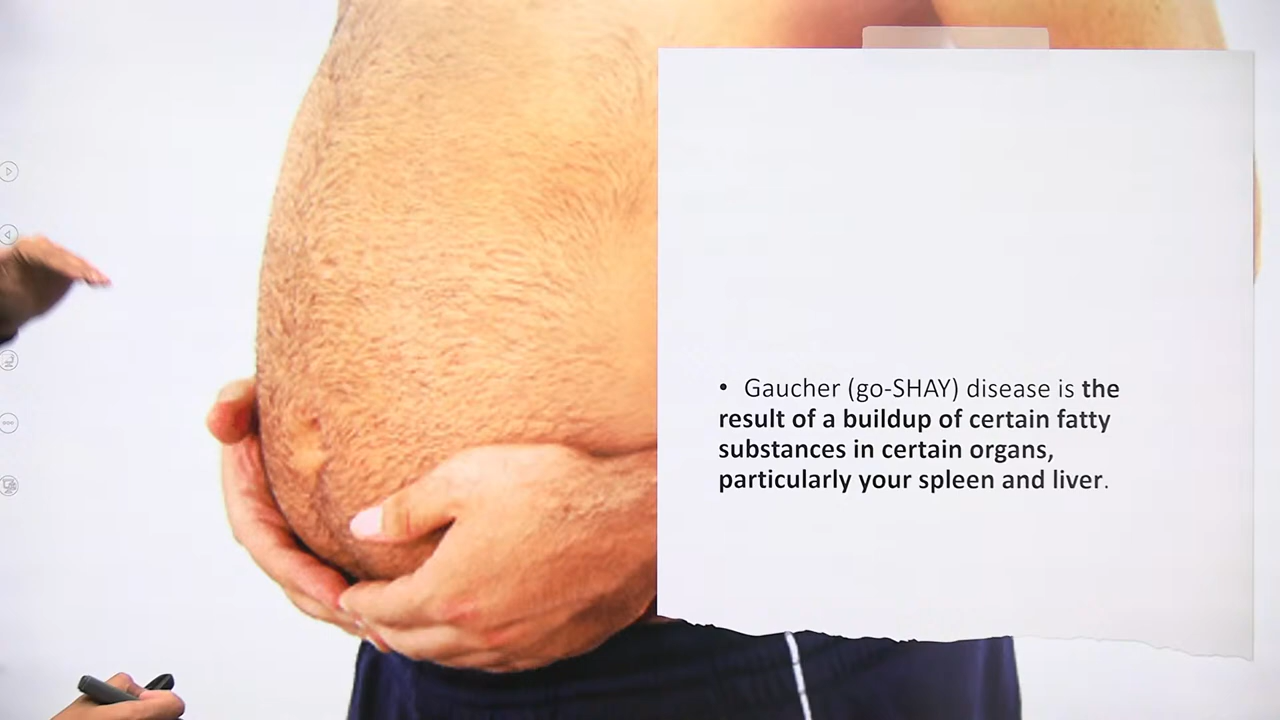 • Gaucher (go-SHAY) disease is the
result of a buildup of certain fatty
substances in certain organs,
particularly your spleen and liver.